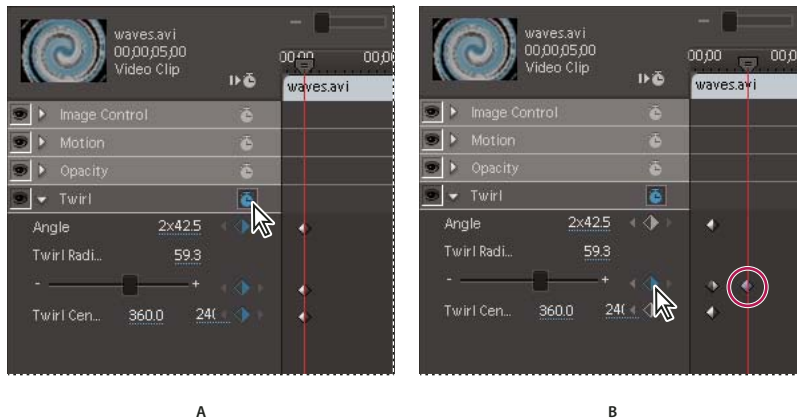 waves.avi
00;00;05;00
Video Clip
00;00
00;0
waves.avi
Image Control
Motion
Opacity
Twirl
Angle 2x42.5
Twirl Radi... 59.3
- +
Twirl Cen... 360.0 24(
A
waves.avi
00;00;05;00
Video Clip
00;00
00;0
waves.avi
Image Control
Motion
Opacity
Twirl
Angle 2x42.5
Twirl Radi... 59.3
- +
Twirl Cen... 360.0 24(
B